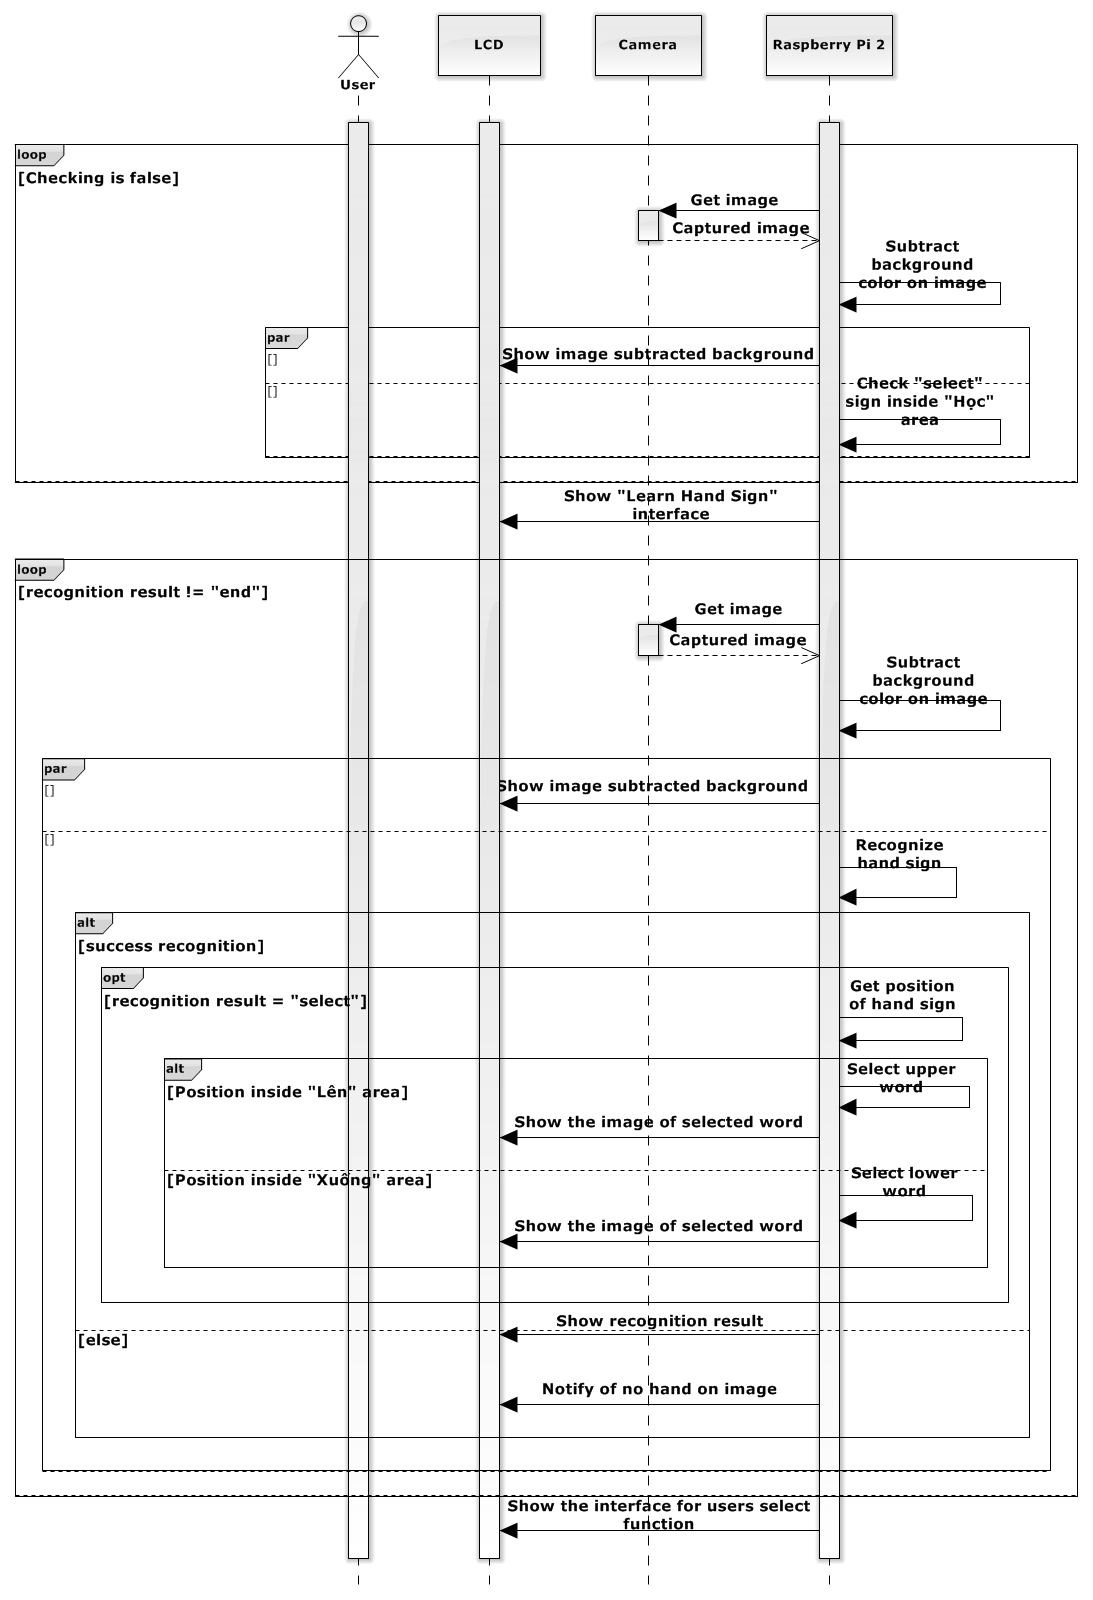 User
LCD
Camera
Raspberry Pi 2
loop
[Checking is false]
Get image
Captured image
Subtract
background
color on image
par
[]
Show image subtracted background
[]
Check "select"
sign inside "Học"
area
Show "Learn Hand Sign"
interface
loop
[recognition result != "end"]
Get image
Captured image
Subtract
background
color on image
par
[]
Show image subtracted background
[]
Recognize
hand sign
alt
[success recognition]
opt
[recognition result = "select"]
Get position
of hand sign
alt
[Position inside "Lên" area]
Select upper
word
Show the image of selected word
[Position inside "Xuống" area]
Select lower
word
Show the image of selected word
Show recognition result
[else]
Notify of no hand on image
Show the interface for users select
function